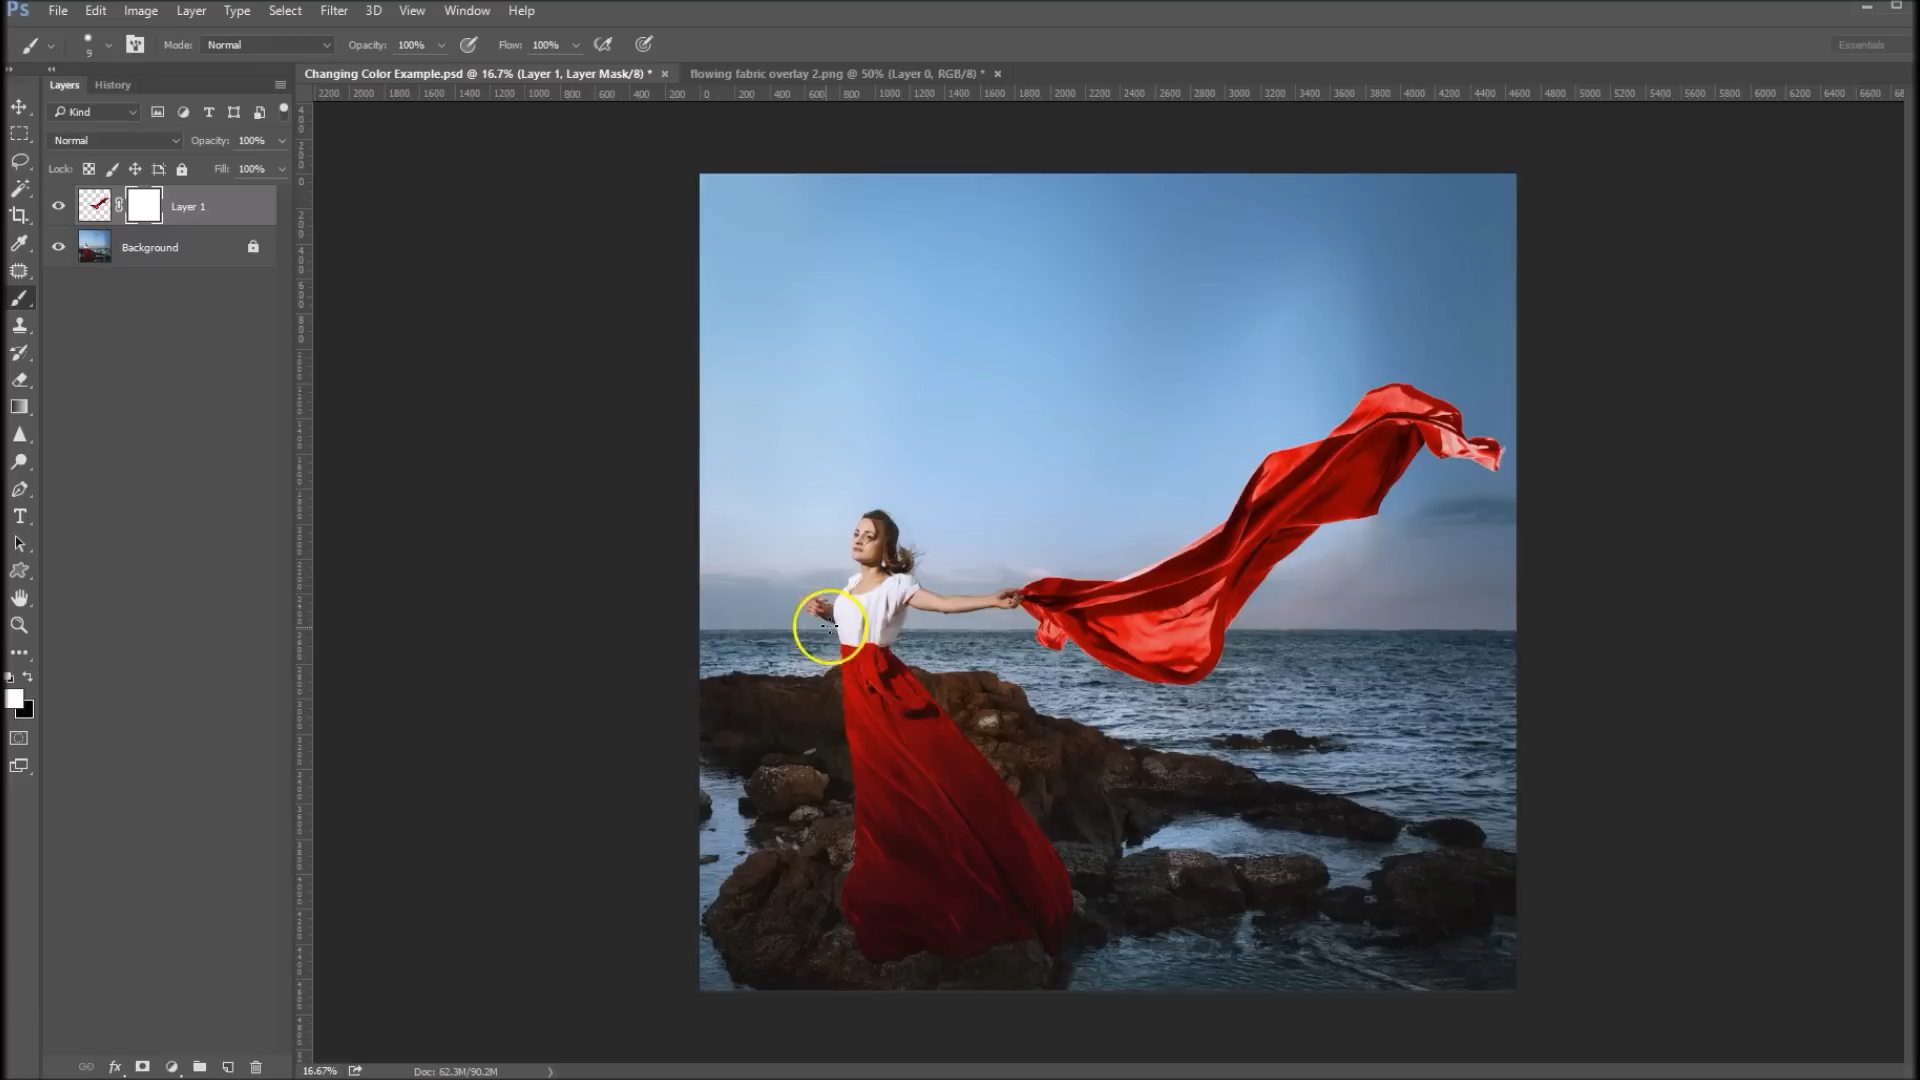 Ps File Edit Image Layer Type Select Filter 3D View Window Help
9 Mode: Normal Opacity: 100% Flow: 100% Essentials
Changing Color Example.psd @ 16.7% (Layer 1, Layer Mask/8) * × flowing fabric overlay 2.png @ 50% (Layer 0, RGB/8) * ×
Layers History
2200 2000 1800 1600 1400 1200 1000 800 600 400 200 0 200 400 600 800 1000 1200 1400 1600 1800 2000 2200 2400 2600 2800 3000 3200 3400 3600 3800 4000 4200 4400 4600 4800 5000 5200 5400 5600 5800 6000 6200 6400 6600
Kind
Normal Opacity: 100%
Lock: Fill: 100%
Layer 1
Background
fx
16.67% Doc: 62.3M/90.2M